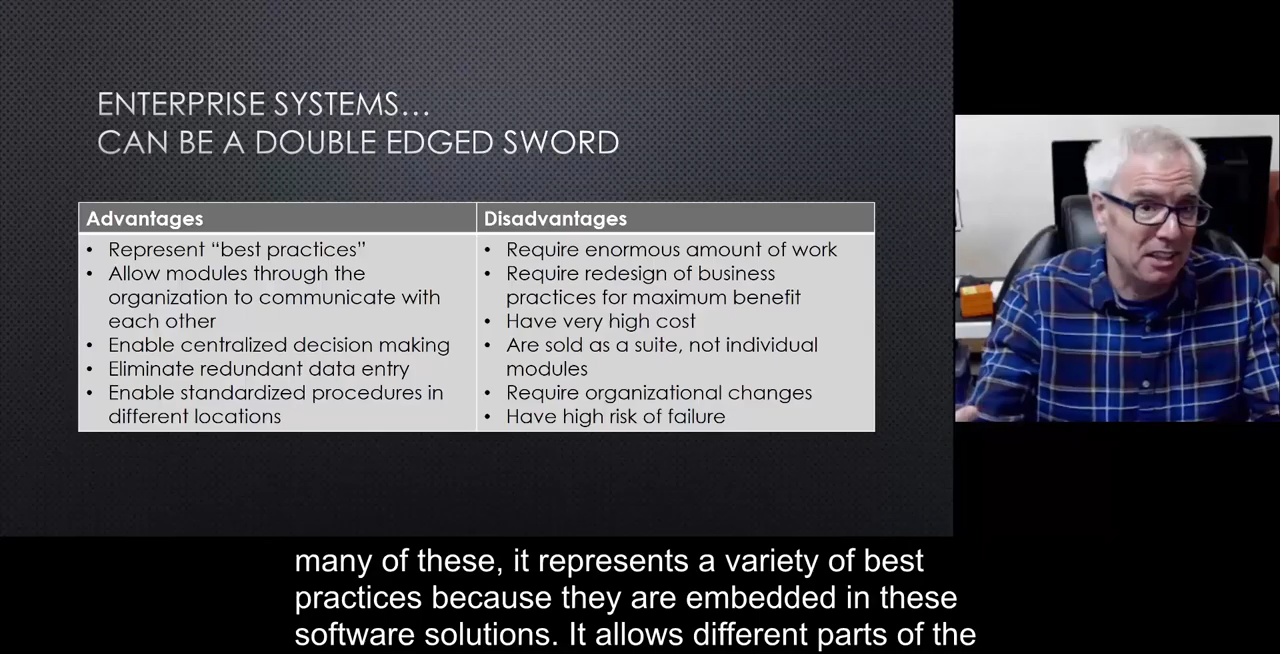 ENTERPRISE SYSTEMS…
CAN BE A DOUBLE EDGED SWORD
Advantages
• Represent “best practices”
• Allow modules through the
organization to communicate with
each other
• Enable centralized decision making
• Eliminate redundant data entry
• Enable standardized procedures in
different locations
Disadvantages
• Require enormous amount of work
• Require redesign of business
practices for maximum benefit
• Have very high cost
• Are sold as a suite, not individual
modules
• Require organizational changes
• Have high risk of failure
many of these, it represents a variety of best
practices because they are embedded in these
software solutions. It allows different parts of the